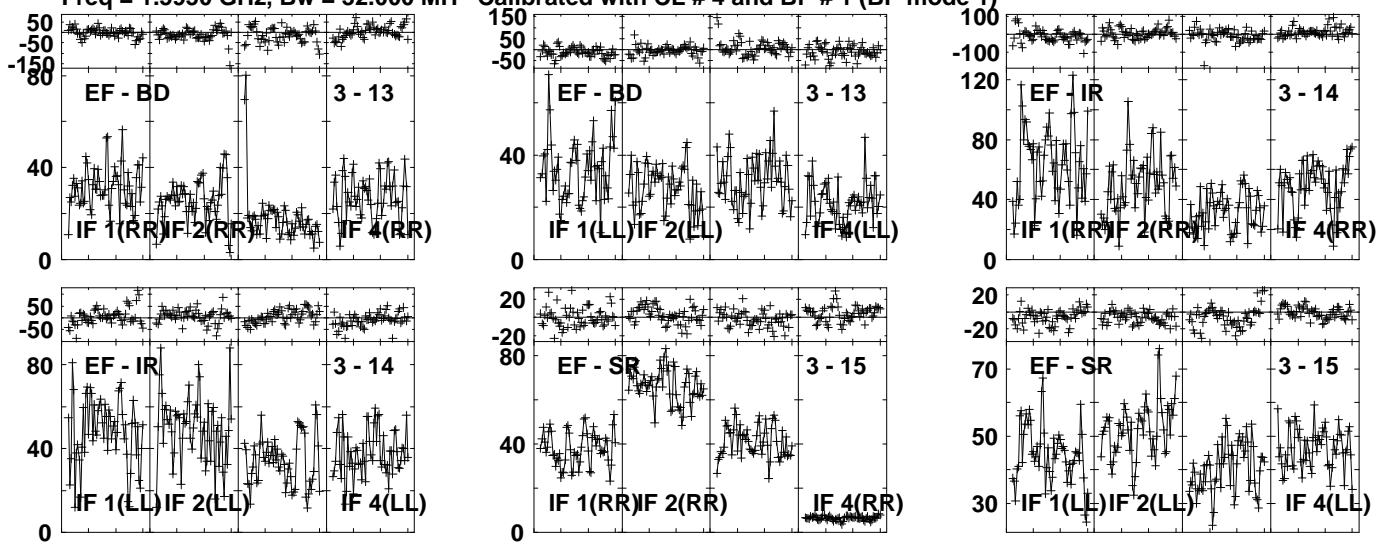 Freq = 1.5950 GHz, Bw = 32.000 MH Calibrated with CL # 4 and BP # 1 (BP mode 1)
50
-50
-150
80
40
0
EF - BD
3 - 13
IF 1(RR)
IF 2(RR)
IF 4(RR)
150
50
-50
40
0
EF - BD
3 - 13
IF 1(LL)
IF 2(LL)
IF 4(LL)
100
-100
120
80
40
0
EF - IR
3 - 14
IF 1(RR)
IF 2(RR)
IF 4(RR)
50
-50
80
40
0
EF - IR
3 - 14
IF 1(LL)
IF 2(LL)
IF 4(LL)
20
-20
80
40
0
EF - SR
3 - 15
IF 1(RR)
IF 2(RR)
IF 4(RR)
20
-20
70
50
30
EF - SR
3 - 15
IF 1(LL)
IF 2(LL)
IF 4(LL)